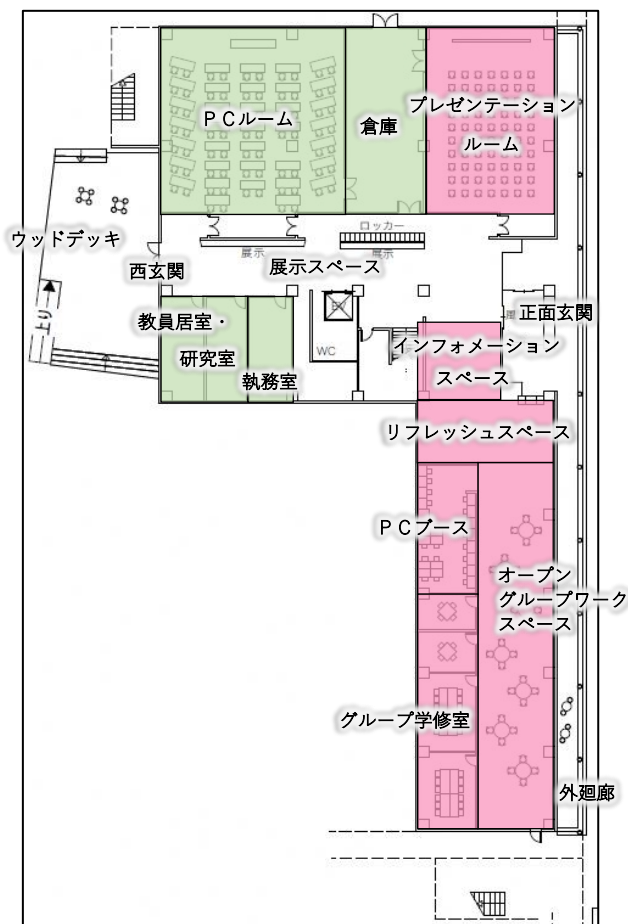 ＰＣルーム
倉庫
プレゼンテーション
ルーム
ウッドデッキ
展示
ロッカー
展示
展示スペース
西玄関
上り
正面玄関
教員居室・
研究室
執務室
WC
インフォメーション
スペース
リフレッシュスペース
ＰＣブース
オープン
グループワーク
スペース
グループ学修室
外廻廊